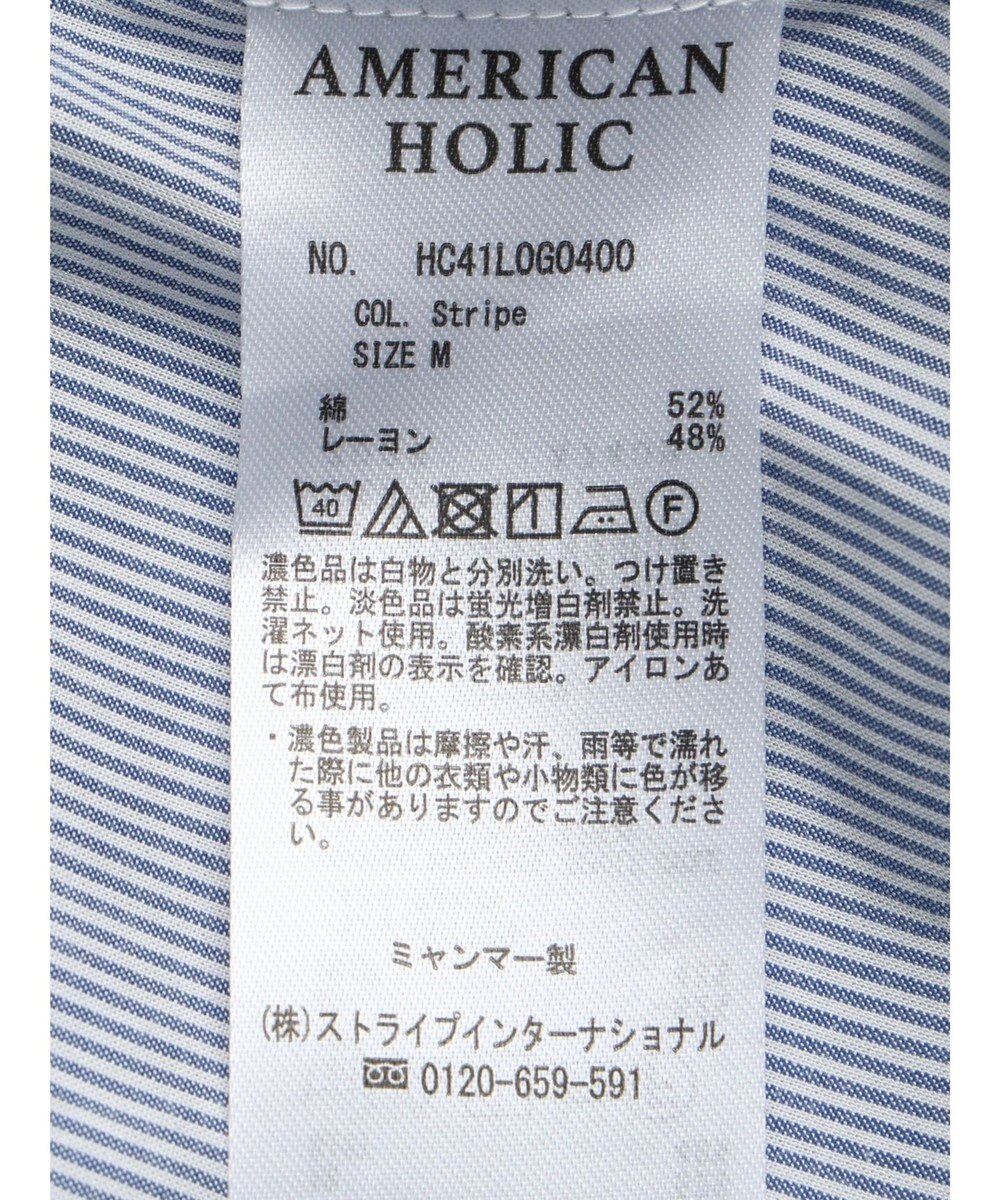 AMERICAN
HOLIC
NO. HC41L0G0400
COL. Stripe
SIZE M
綿 52%
レーヨン 48%
40 F
濃色品は白物と分別洗い。つけ置き
禁止。淡色品は蛍光増白剤禁止。洗
濯ネット使用。酸素系漂白剤使用時
は漂白剤の表示を確認。アイロンあ
て布使用。
・濃色製品は摩擦や汗、雨等で濡れ
た際に他の衣類や小物類に色が移
る事がありますのでご注意くださ
い。
ミャンマー製
(株)ストライプインターナショナル
0120-659-591